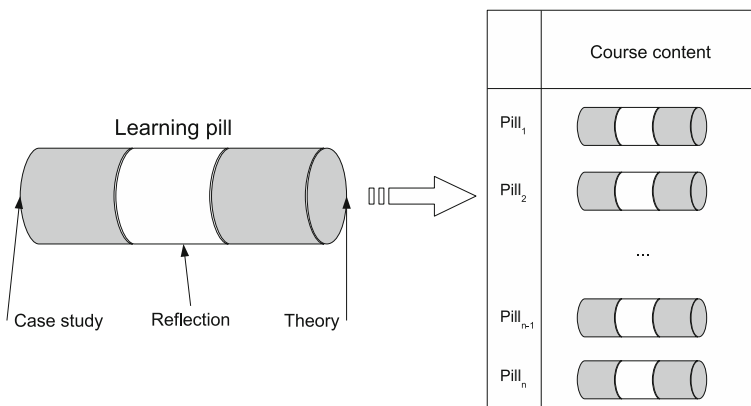 Learning pill
Case study
Reflection
Theory
Course content
Pill₁
Pill₂
...
Pillₙ₋₁
Pillₙ